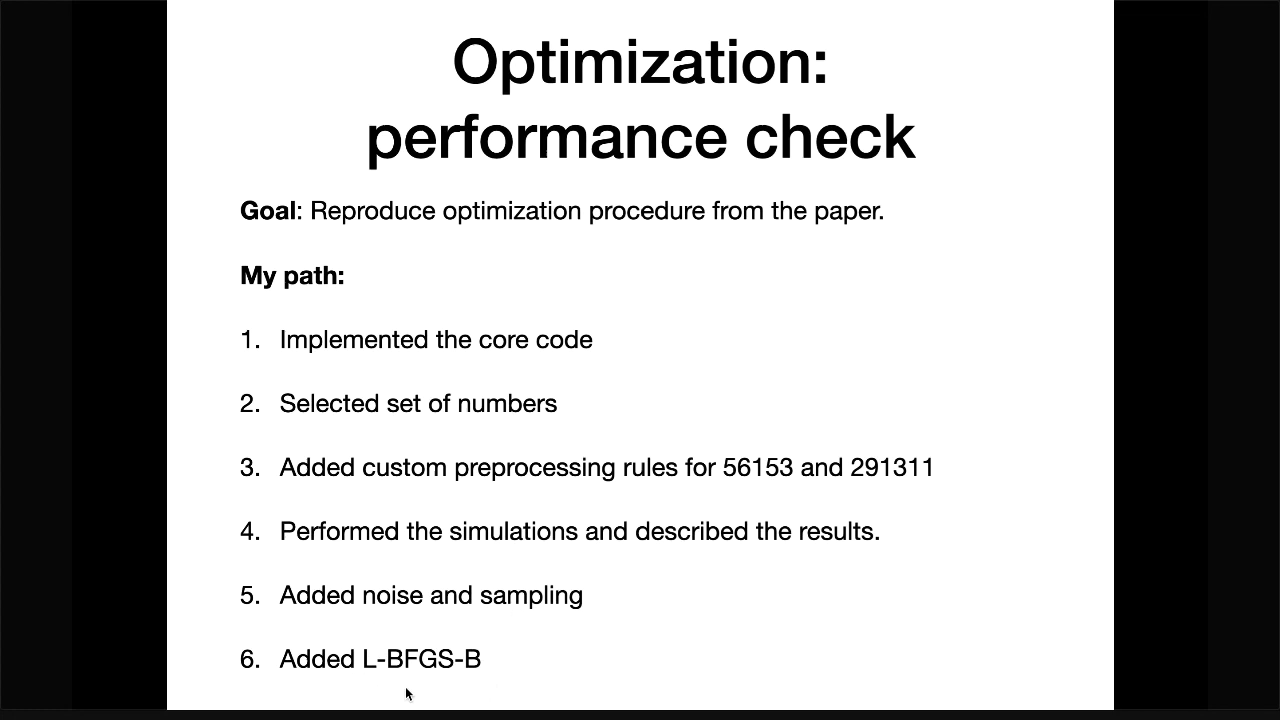 Optimization:
performance check
Goal: Reproduce optimization procedure from the paper.
My path:
1. Implemented the core code
2. Selected set of numbers
3. Added custom preprocessing rules for 56153 and 291311
4. Performed the simulations and described the results.
5. Added noise and sampling
6. Added L-BFGS-B